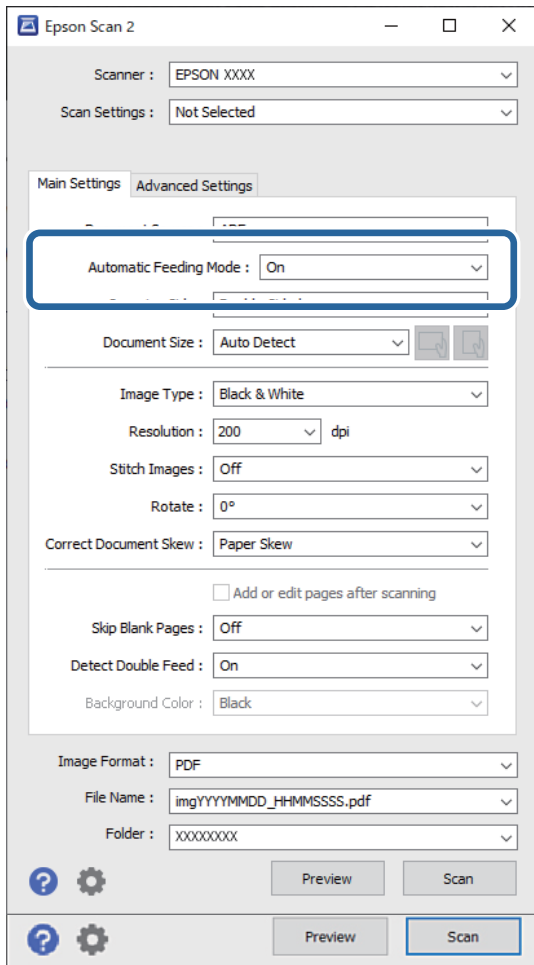 Epson Scan 2
Scanner : EPSON XXXX
Scan Settings : Not Selected
Main Settings Advanced Settings
Automatic Feeding Mode : On
Document Size : Auto Detect
Image Type : Black & White
Resolution : 200 dpi
Stitch Images : Off
Rotate : 0°
Correct Document Skew : Paper Skew
Add or edit pages after scanning
Skip Blank Pages : Off
Detect Double Feed : On
Background Color : Black
Image Format : PDF
File Name : imgYYYYMMDD_HHMMSSSS.pdf
Folder : XXXXXXXX
Preview Scan
Preview Scan